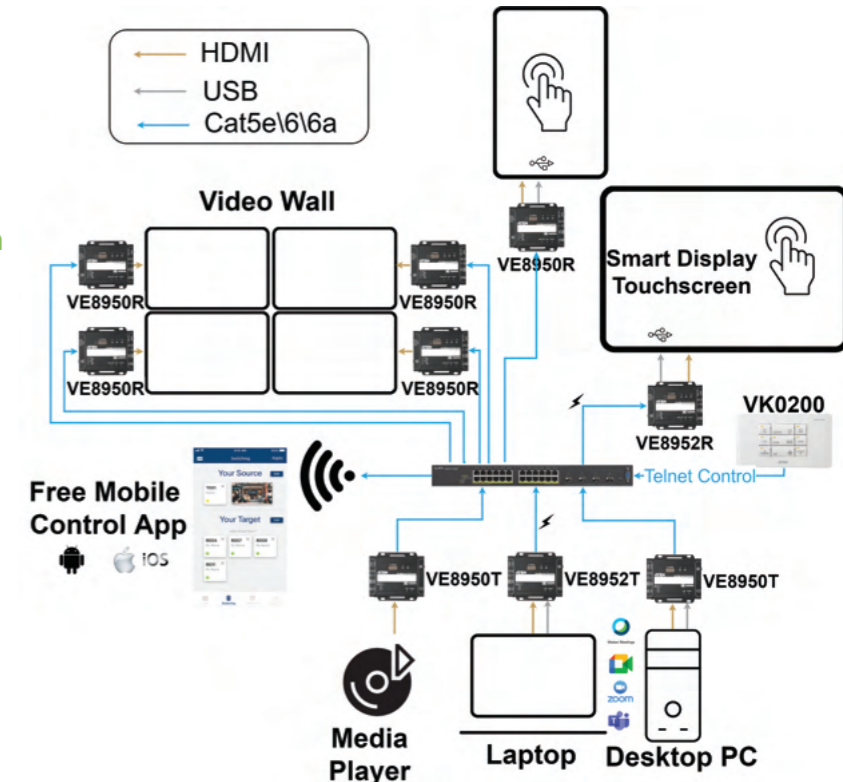 HDMI
USB
Cat5e\6\6a
Video Wall
VE8950R
VE8950R
VE8950R
VE8950R
VE8950R
Smart Display
Touchscreen
VE8952R
VK0200
Telnet Control
Free Mobile
Control App
iOS
Switching
Your Source
Your Target
VE8950T
VE8952T
VE8950T
zoom
Media
Player
Laptop
Desktop PC